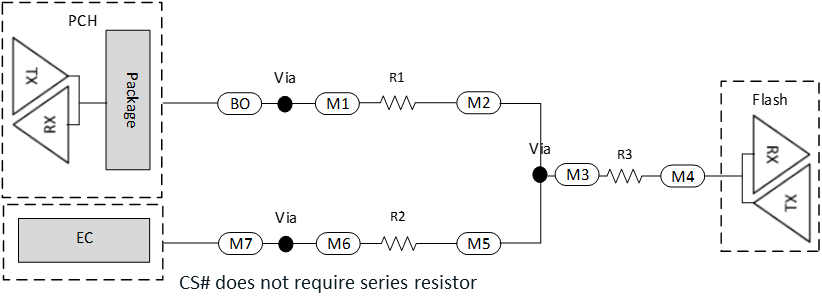 PCH
TX
RX
Package
BO
Via
M1
R1
M2
Via
M3
R3
M4
Flash
RX
TX
EC
M7
Via
M6
R2
M5
CS# does not require series resistor